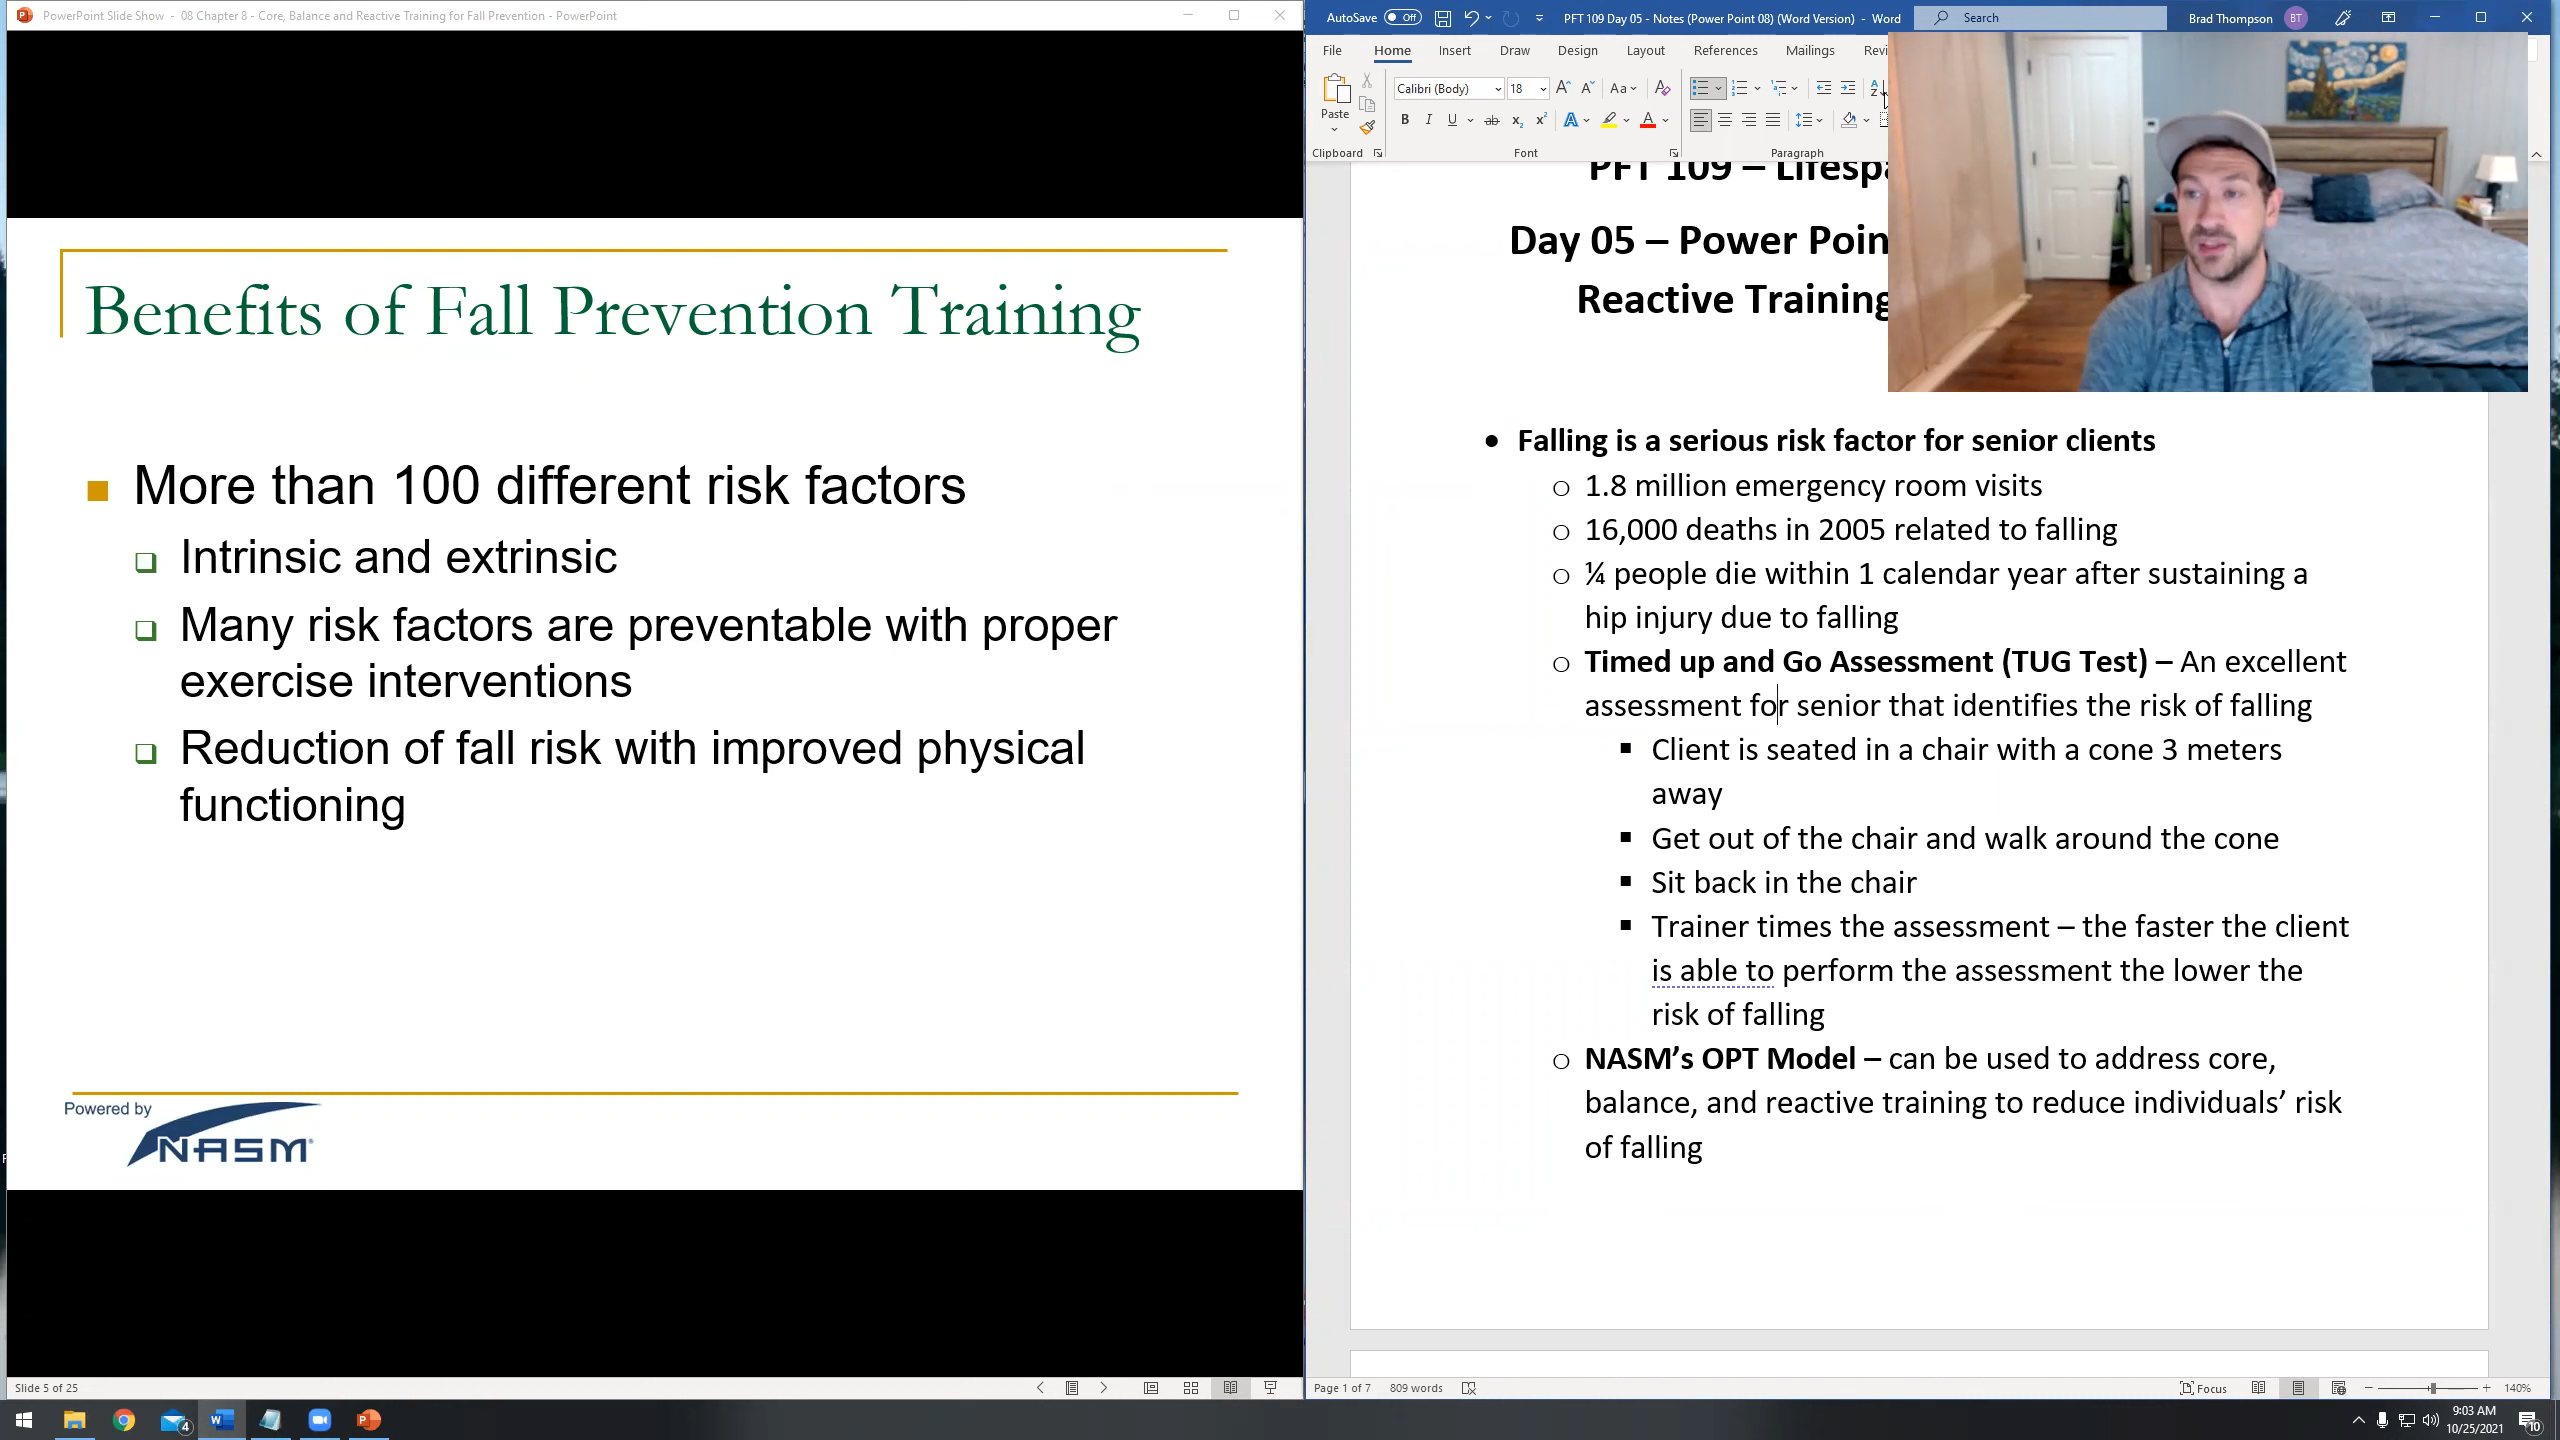 PowerPoint Slide Show - 08 Chapter 8 - Core, Balance and Reactive Training for Fall Prevention - PowerPoint
Benefits of Fall Prevention Training
More than 100 different risk factors
Intrinsic and extrinsic
Many risk factors are preventable with proper
exercise interventions
Reduction of fall risk with improved physical
functioning
Powered by
NASM
Slide 5 of 25
AutoSave Off
PFT 109 Day 05 - Notes (Power Point 08) (Word Version) - Word
Search
Brad Thompson BT
File Home Insert Draw Design Layout References Mailings
Paste
Calibri (Body) 18
Clipboard Font Paragraph
PFT 109 –
Day 05 – Power Poin
Reactive Training
• Falling is a serious risk factor for senior clients
o 1.8 million emergency room visits
o 16,000 deaths in 2005 related to falling
o ¼ people die within 1 calendar year after sustaining a
hip injury due to falling
o Timed up and Go Assessment (TUG Test) – An excellent
assessment for senior that identifies the risk of falling
▪ Client is seated in a chair with a cone 3 meters
away
▪ Get out of the chair and walk around the cone
▪ Sit back in the chair
▪ Trainer times the assessment – the faster the client
is able to perform the assessment the lower the
risk of falling
o NASM’s OPT Model – can be used to address core,
balance, and reactive training to reduce individuals’ risk
of falling
Page 1 of 7 809 words
Focus
140%
4
9:03 AM
10/25/2021
10